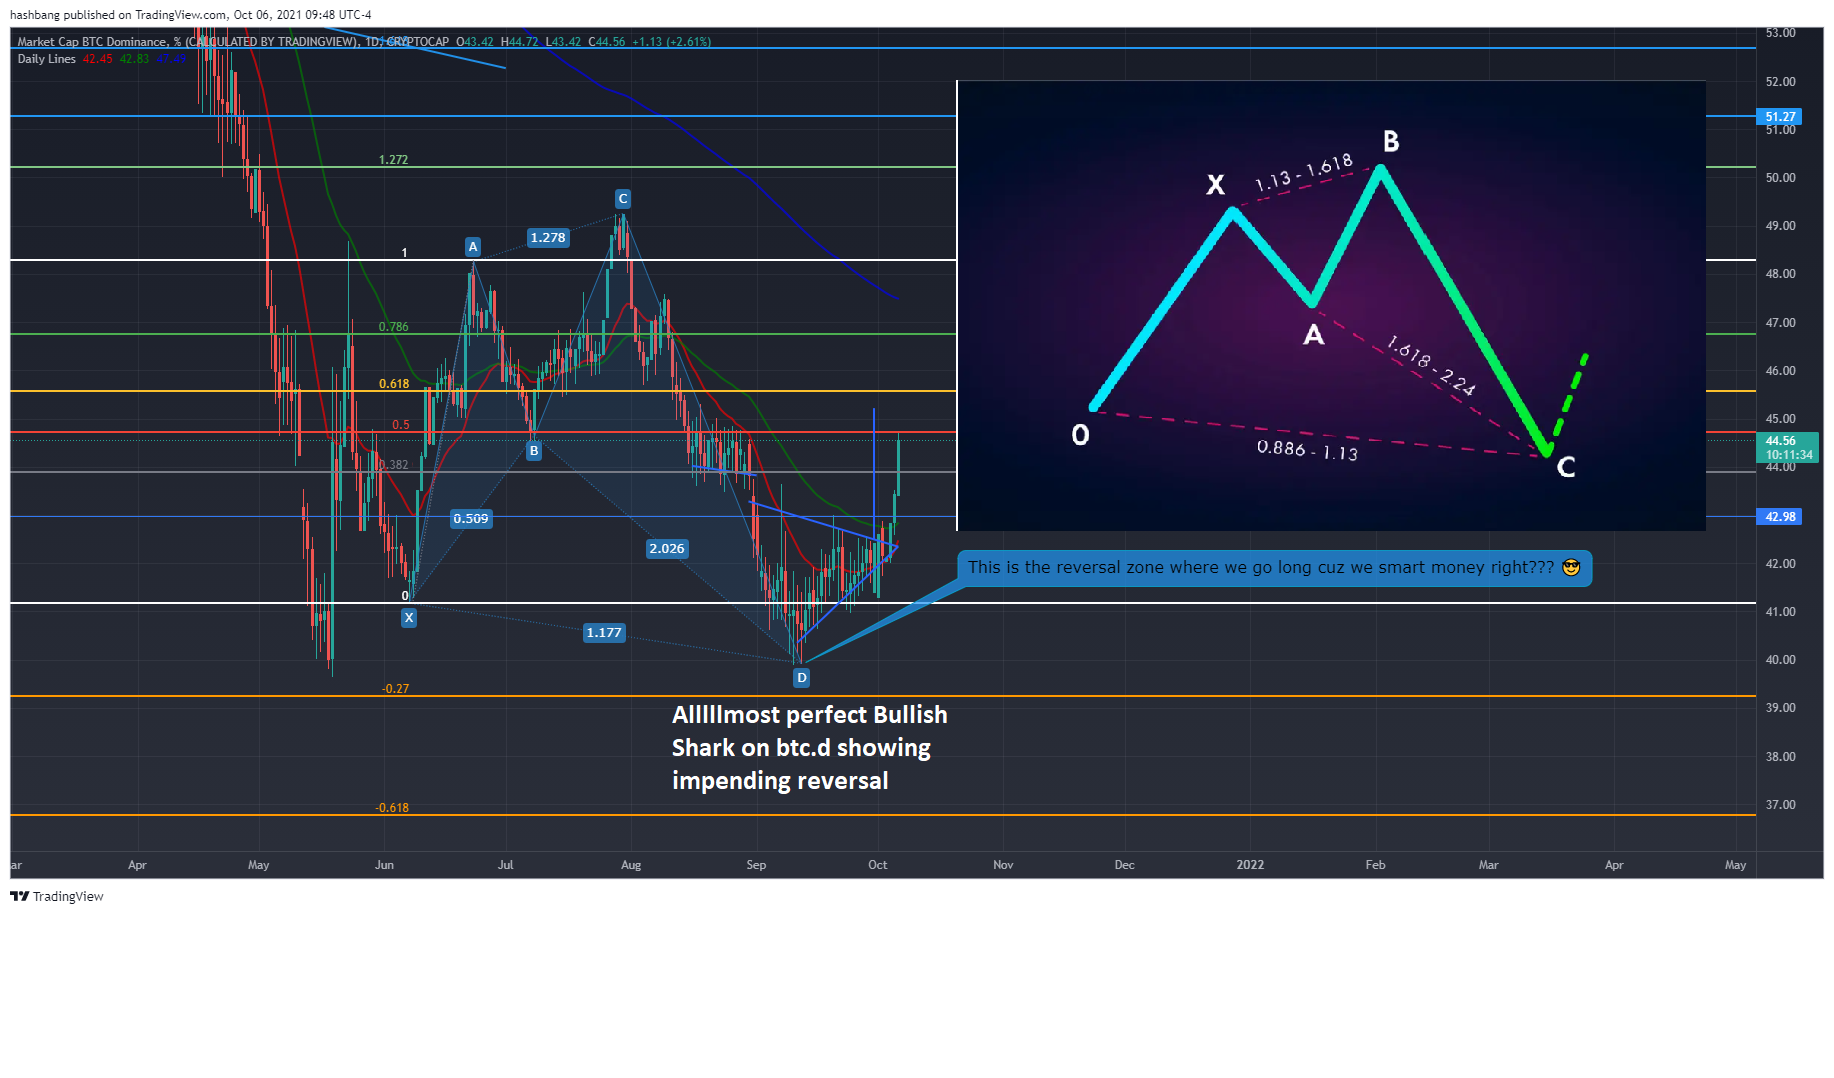 hashbang published on TradingView.com, Oct 06, 2021 09:48 UTC-4
Market Cap BTC Dominance, % (CALCULATED BY TRADINGVIEW), 1D, CRYPTOCAP O43.42 H44.72 L43.42 C44.56 +1.13 (+2.61%)
Daily Lines 42.45 42.83 47.49
1.272
1
0.786
0.618
0.5
0.382
0
-0.27
-0.618
A
C
1.278
B
0.509
2.026
X
1.177
D
X
1.13 - 1.618
B
A
1.618 - 2.24
0
0.886 - 1.13
C
This is the reversal zone where we go long cuz we smart money right??? 😎
Alllllmost perfect Bullish
Shark on btc.d showing
impending reversal
53.00
52.00
51.27
51.00
50.00
49.00
48.00
47.00
46.00
45.00
44.56
10:11:34
44.00
42.98
42.00
41.00
40.00
39.00
38.00
37.00
ar Apr May Jun Jul Aug Sep Oct Nov Dec 2022 Feb Mar Apr May
TradingView